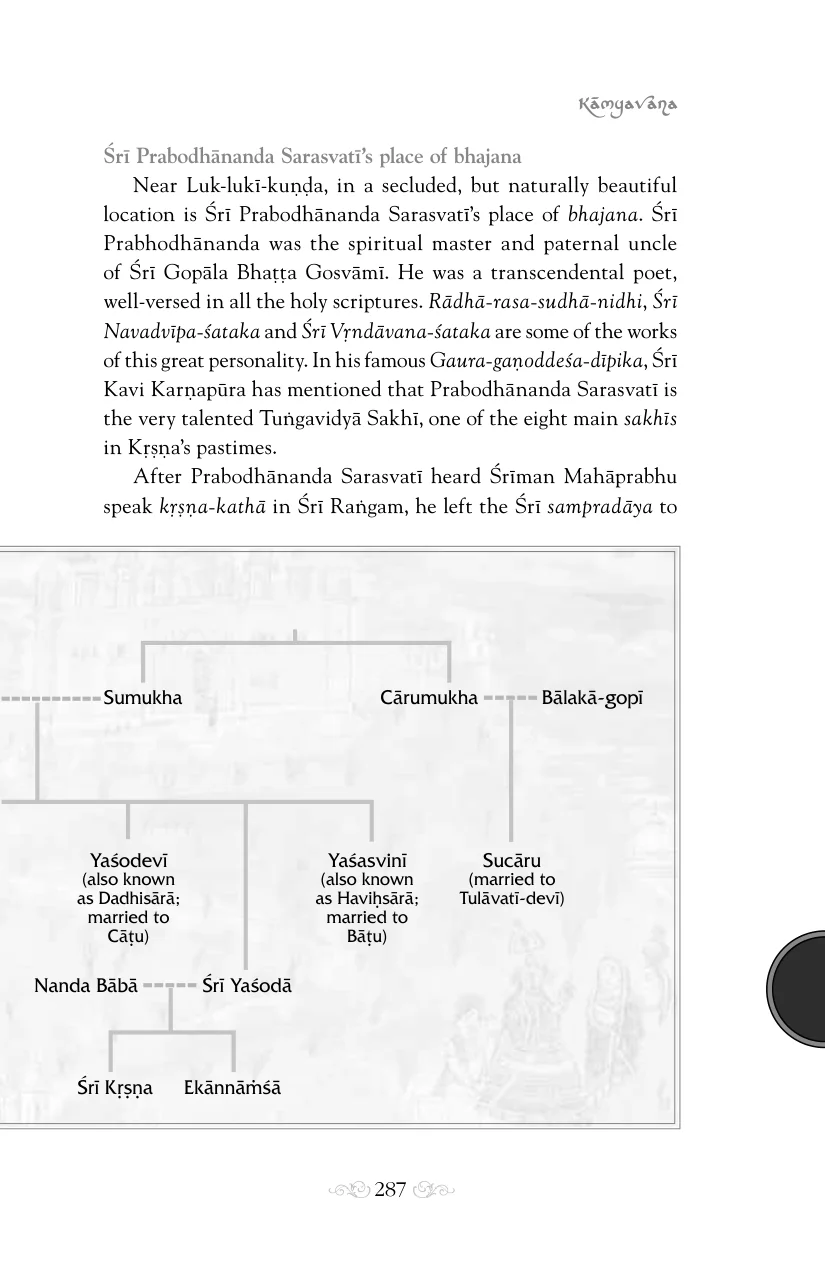 Kāmyavana
Śrī Prabodhānanda Sarasvatī’s place of bhajana
Near Luk-lukī-kuṇḍa, in a secluded, but naturally beautiful
location is Śrī Prabodhānanda Sarasvatī’s place of bhajana. Śrī
Prabhodhānanda was the spiritual master and paternal uncle
of Śrī Gopāla Bhaṭṭa Gosvāmī. He was a transcendental poet,
well-versed in all the holy scriptures. Rādhā-rasa-sudhā-nidhi, Śrī
Navadvīpa-śataka and Śrī Vṛndāvana-śataka are some of the works
of this great personality. In his famous Gaura-gaṇoddeśa-dīpika, Śrī
Kavi Karṇapūra has mentioned that Prabodhānanda Sarasvatī is
the very talented Tuṅgavidyā Sakhī, one of the eight main sakhīs
in Kṛṣṇa’s pastimes.
After Prabodhānanda Sarasvatī heard Śrīman Mahāprabhu
speak kṛṣṇa-kathā in Śrī Raṅgam, he left the Śrī sampradāya to
Sumukha Cārumukha Bālakā-gopī
Yaśodevī Yaśasvinī Sucāru
(also known (also known (married to
as Dadhisārā; as Haviḥsārā; Tulāvatī-devī)
married to married to
Cāṭu) Bāṭu)
Nanda Bābā Śrī Yaśodā
Śrī Kṛṣṇa Ekānnāṁśā
287